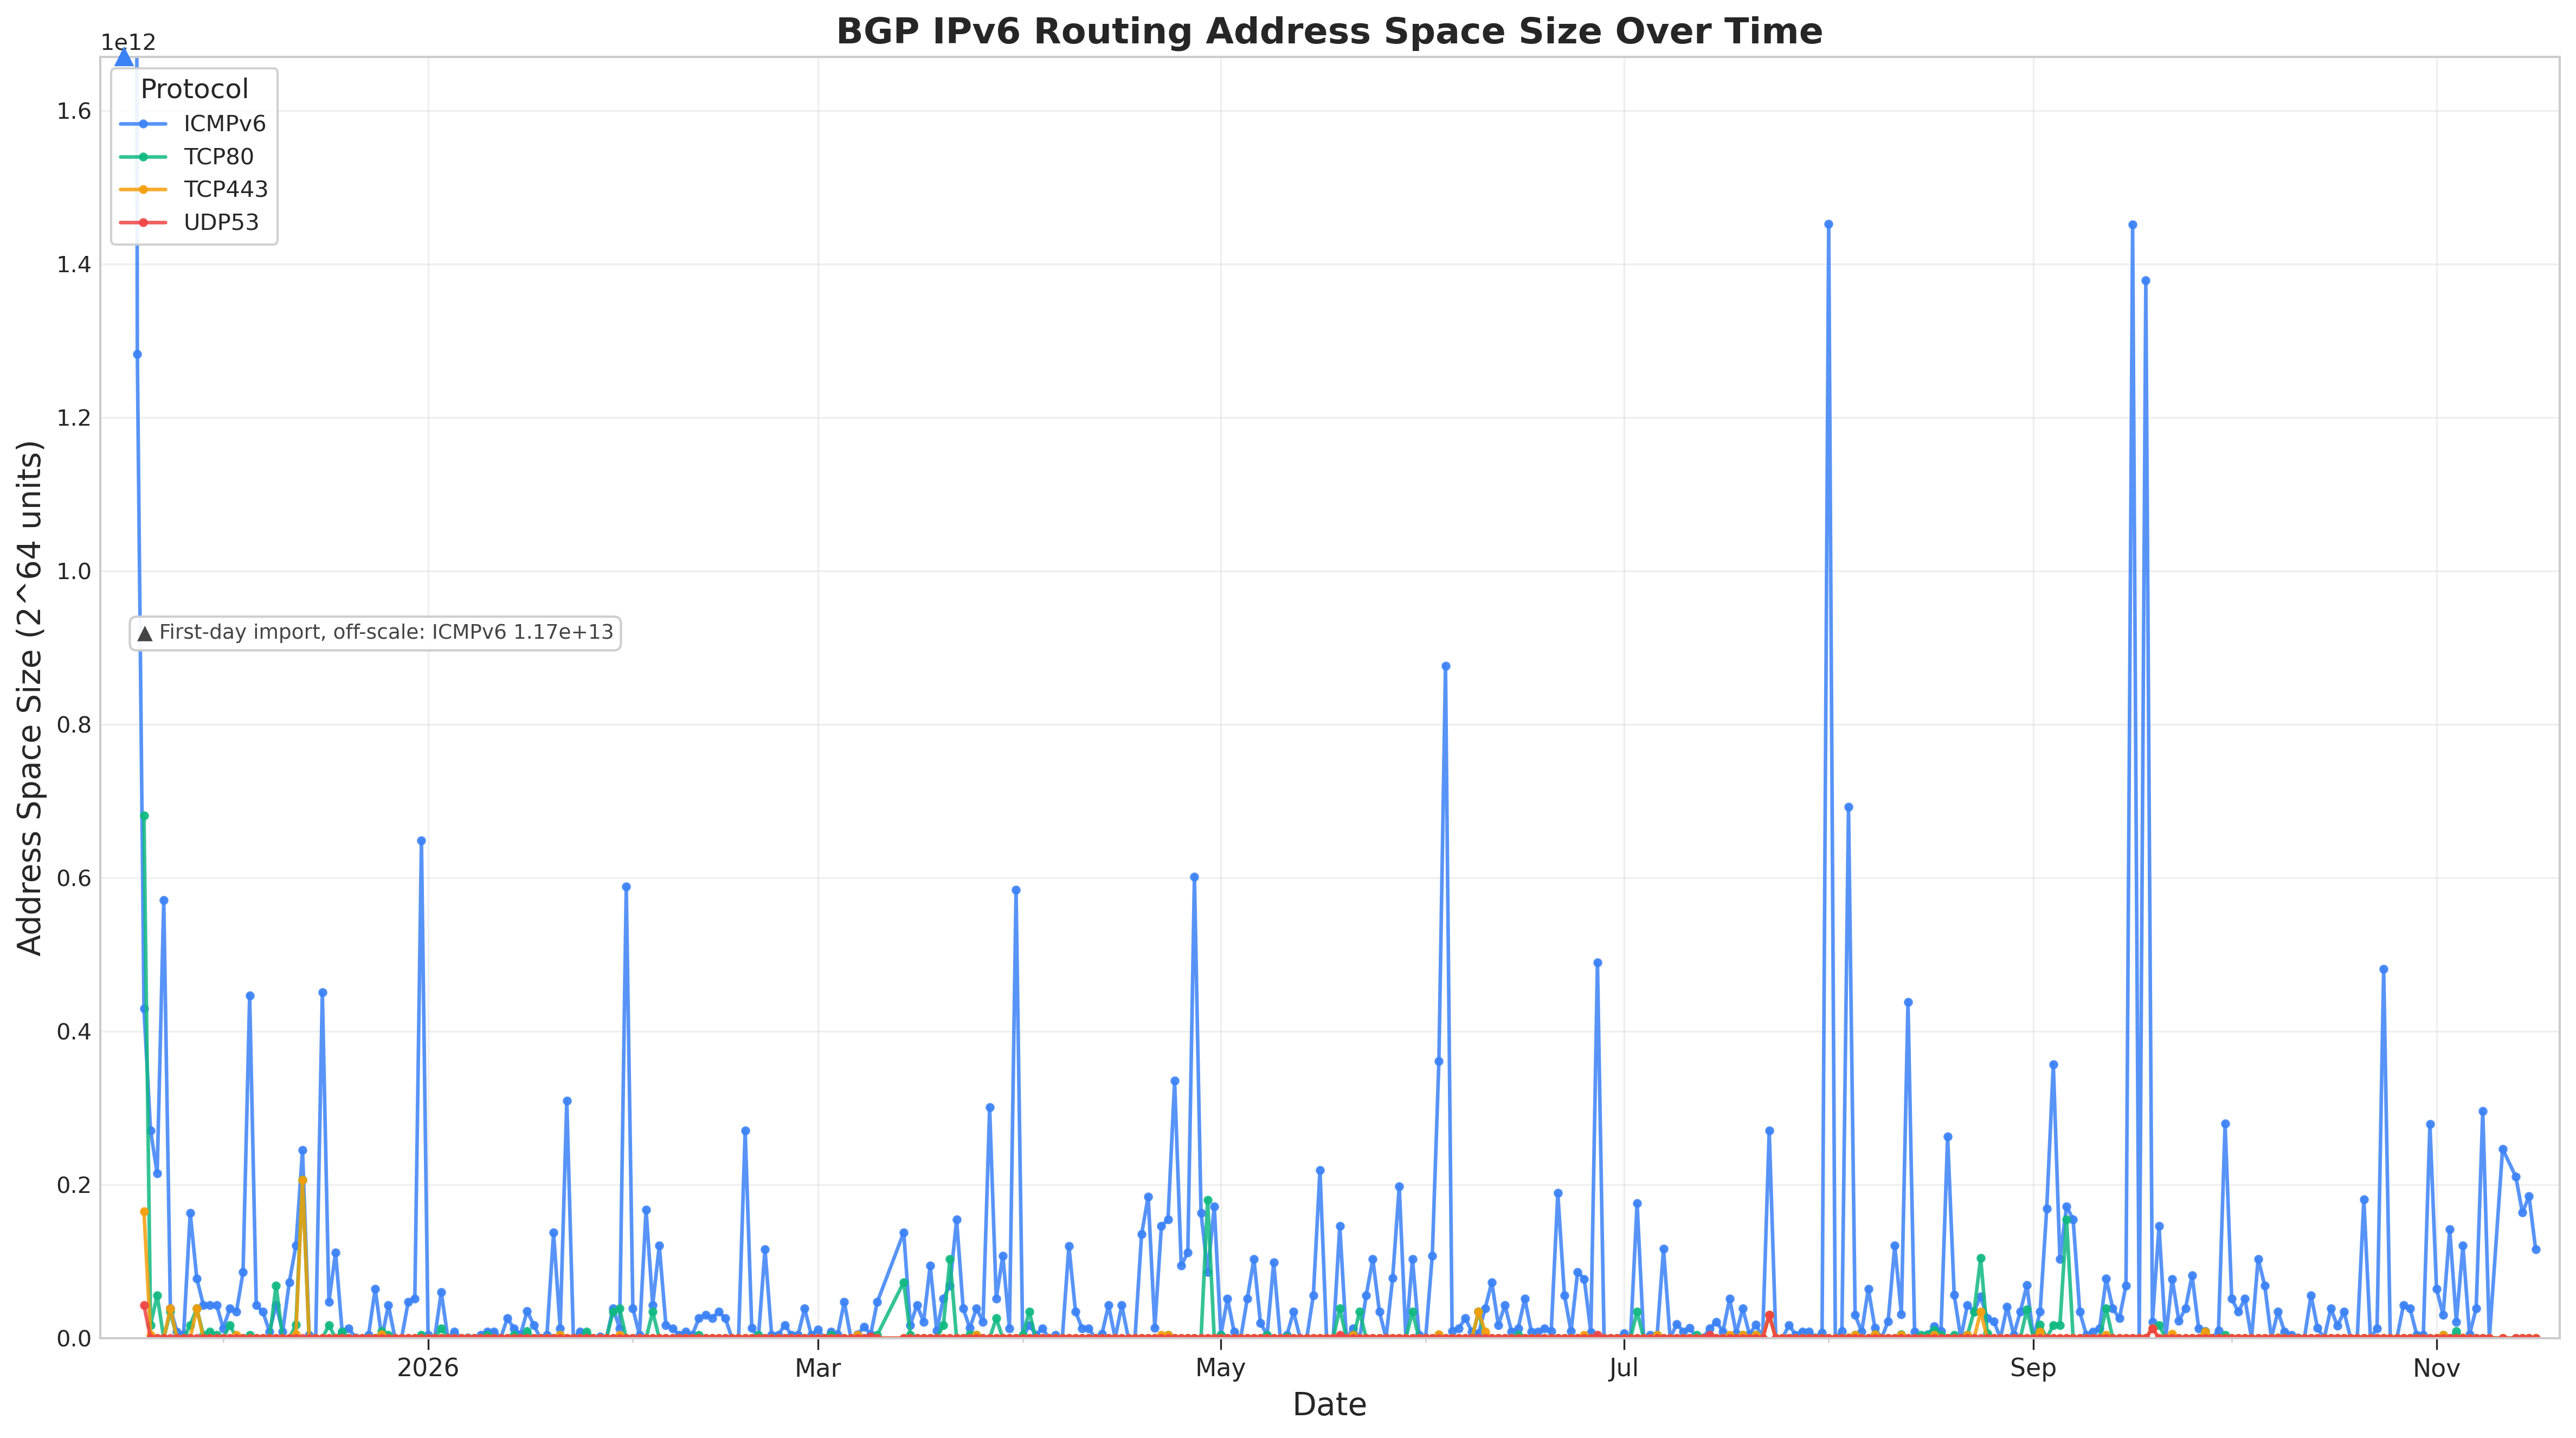 BGP IPv6 Routing Address Space Size Over Time
1e12
Protocol
ICMPv6
TCP80
TCP443
UDP53
1.6
1.4
1.2
1.0
0.8
0.6
0.4
0.2
0.0
Address Space Size (2^64 units)
▲ First-day import, off-scale: ICMPv6 1.17e+13
2026
Mar
May
Jul
Sep
Nov
Date